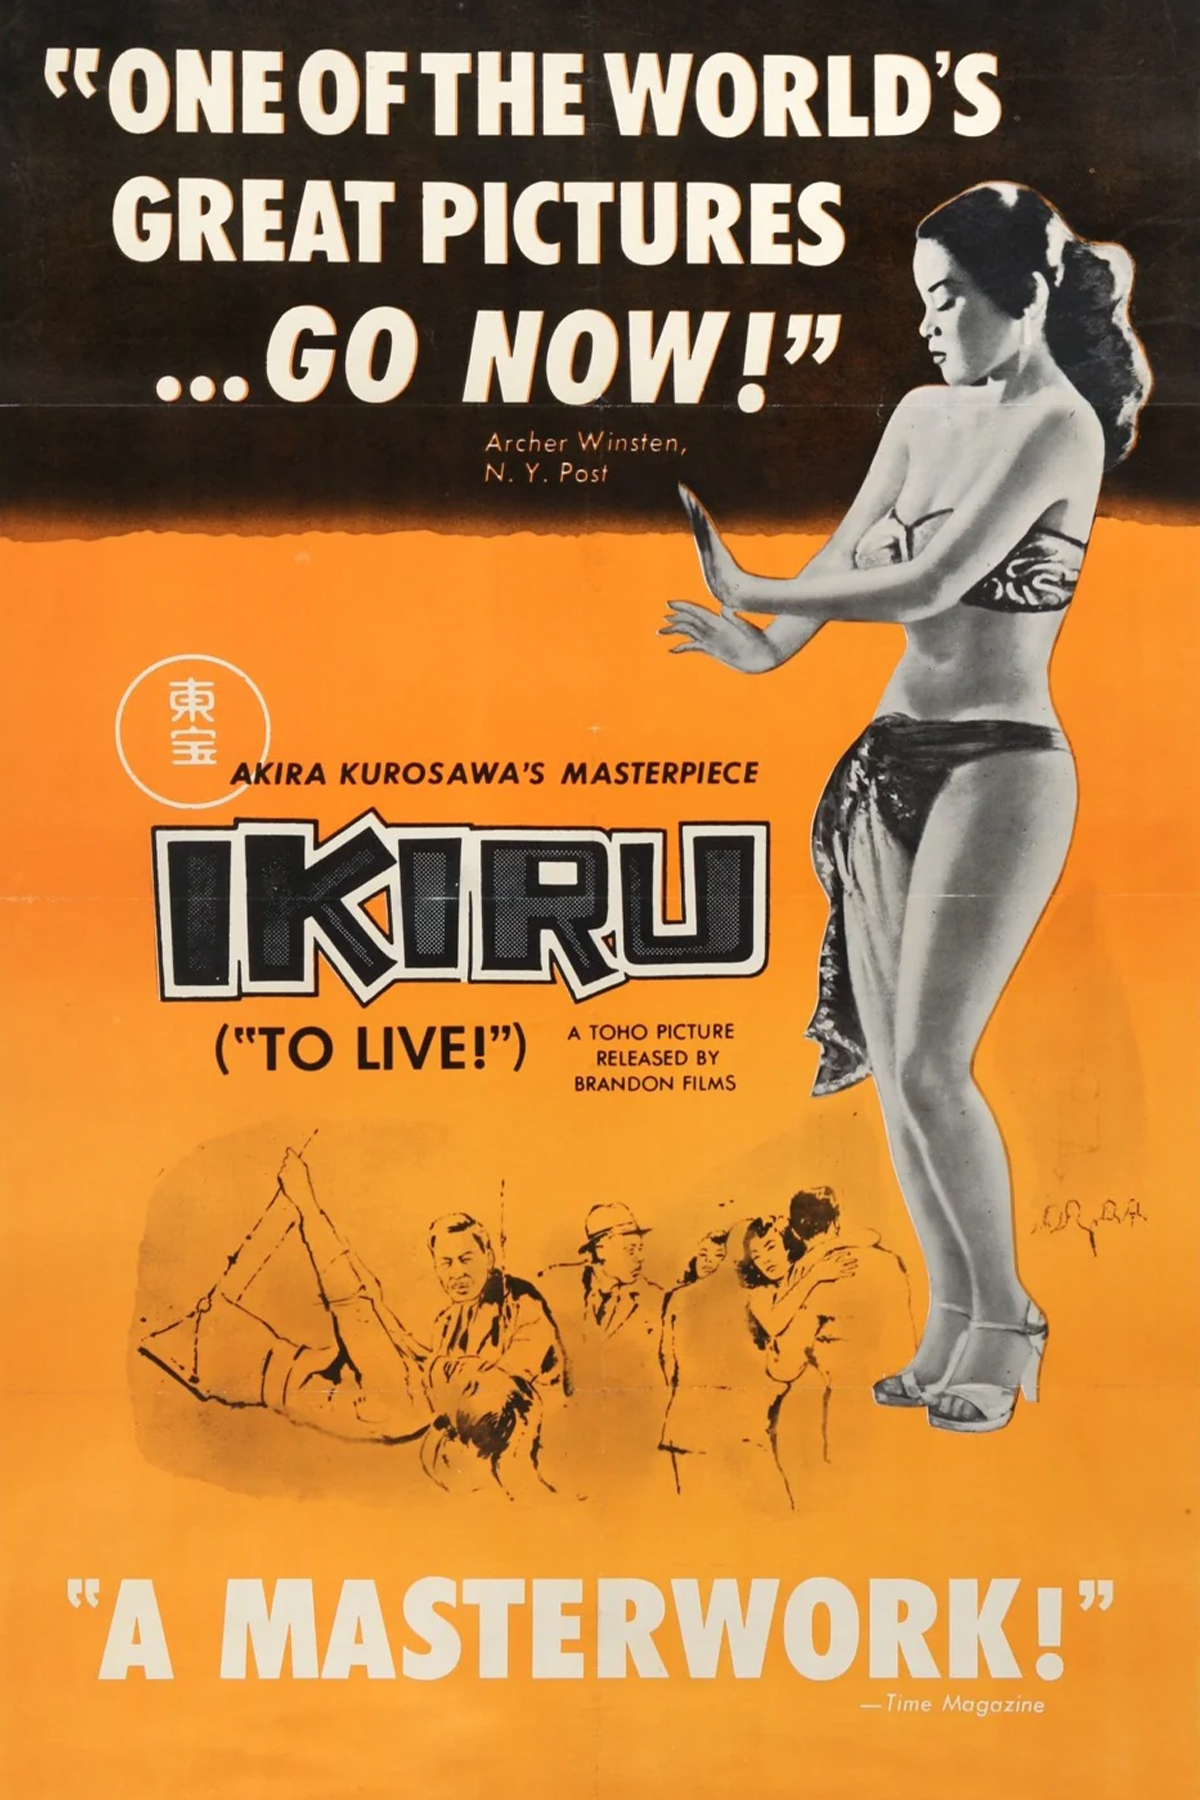 “ONE OF THE WORLD’S
GREAT PICTURES
...GO NOW!”
Archer Winsten,
N. Y. Post
東
宝
AKIRA KUROSAWA’S MASTERPIECE
IKIRU
(“TO LIVE!”)
A TOHO PICTURE
RELEASED BY
BRANDON FILMS
“A MASTERWORK!”
—Time Magazine